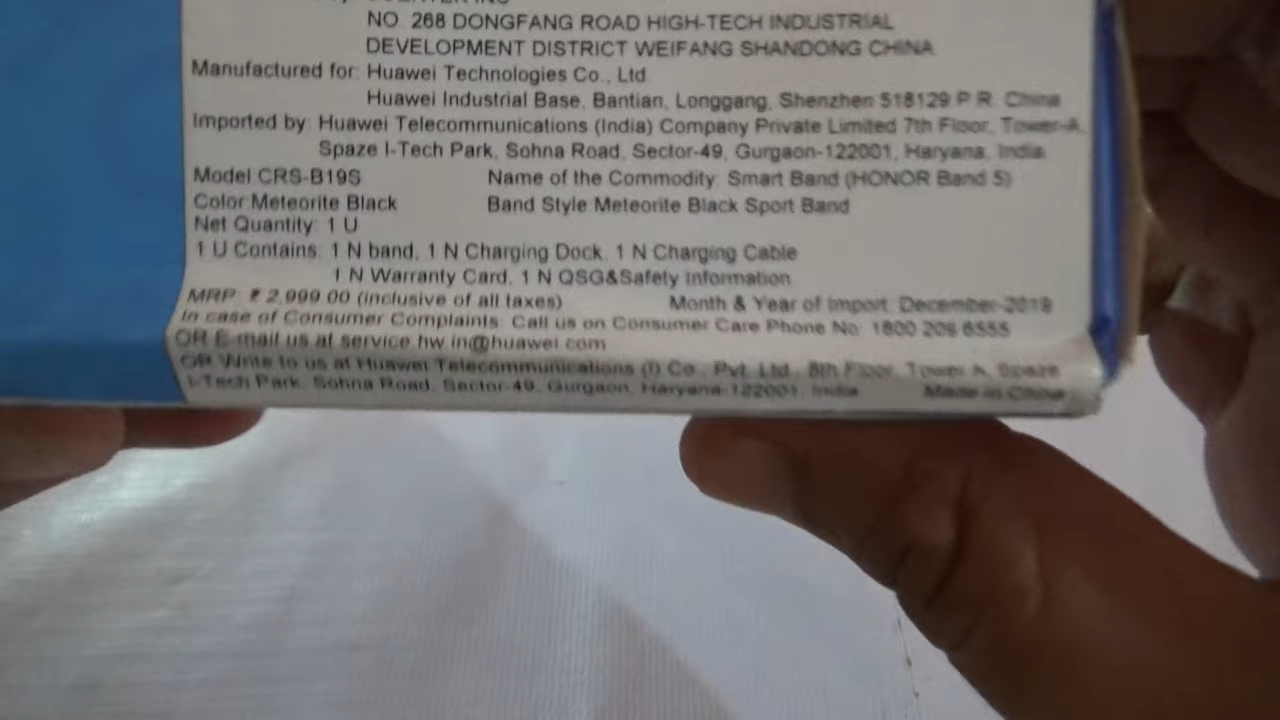 NO. 268 DONGFANG ROAD HIGH-TECH INDUSTRIAL
DEVELOPMENT DISTRICT WEIFANG SHANDONG CHINA
Manufactured for: Huawei Technologies Co., Ltd
Huawei Industrial Base, Bantian, Longgang, Shenzhen 518129 P.R. China
Imported by: Huawei Telecommunications (India) Company Private Limited 7th Floor, Tower-A,
Spaze I-Tech Park, Sohna Road, Sector-49, Gurgaon-122001, Haryana, India
Model CRS-B19S Name of the Commodity: Smart Band (HONOR Band 5)
Color:Meteorite Black Band Style Meteorite Black Sport Band
Net Quantity: 1 U
1 U Contains: 1 N band, 1 N Charging Dock, 1 N Charging Cable
1 N Warranty Card, 1 N QSG&Safety Information
MRP: ₹ 2,999.00 (inclusive of all taxes) Month & Year of Import: December-2019
In case of Consumer Complaints: Call us on Consumer Care Phone No. 1800 209 6555
OR E-mail us at service.hw.in@huawei.com
OR Write to us at Huawei Telecommunications (I) Co., Pvt. Ltd., 8th Floor, Tower A, Spaze
I-Tech Park, Sohna Road, Sector-49, Gurgaon, Haryana-122001, India Made in China